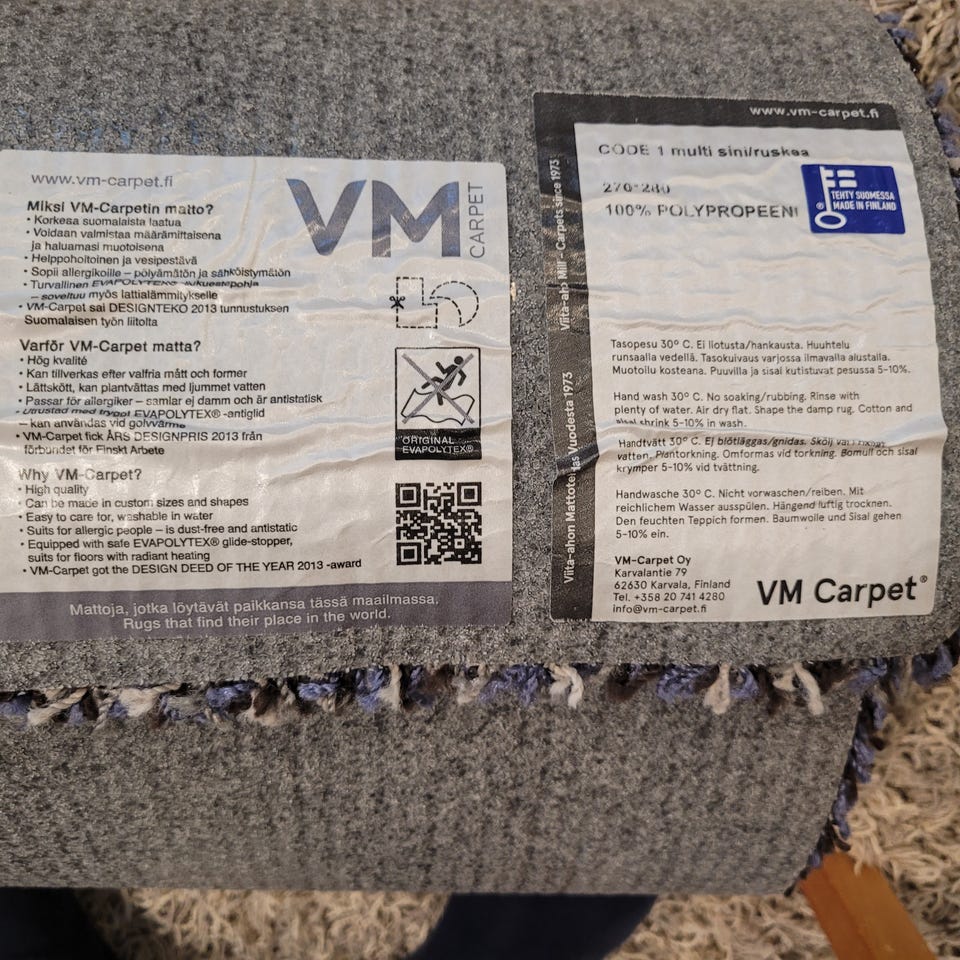 www.vm-carpet.fi
VM
CARPET
Miksi VM-Carpetin matto?
• Korkeaa suomalaista laatua
• Voidaan valmistaa määrämittaisena
ja haluamasi muotoisena
• Helppohoitoinen ja vesipestävä
• Sopii allergikoille – pölyämätön ja sähköistymätön
• Turvallinen EVAPOLYTEX® -liukuestepohja
– soveltuu myös lattialämmitykselle
• VM-Carpet sai DESIGNTEKO 2013 tunnustuksen
Suomalaisen työn liitolta
Varför VM-Carpet matta?
• Hög kvalité
• Kan tillverkas efter valfria mått och former
• Lättskött, kan plantvättas med ljummet vatten
• Passar för allergiker – samlar ej damm och är antistatisk
• Utrustad med tryggt EVAPOLYTEX® -antiglid
– kan användas vid golvvärme
• VM-Carpet fick ÅRS DESIGNPRIS 2013 från
förbundet för Finskt Arbete
Why VM-Carpet?
• High quality
• Can be made in custom sizes and shapes
• Easy to care for, washable in water
• Suits for allergic people – is dust-free and antistatic
• Equipped with safe EVAPOLYTEX® glide-stopper,
suits for floors with radiant heating
• VM-Carpet got the DESIGN DEED OF THE YEAR 2013 -award
ORIGINAL
EVAPOLYTEX®
Mattoja, jotka löytävät paikkansa tässä maailmassa.
Rugs that find their place in the world.
www.vm-carpet.fi
Viita-ahon Mattotehdas Vuodesta 1973
Viita-aho Mill - Carpets since 1973
CODE 1 multi sini/ruskea
270*280
100% POLYPROPEENI
TEHTY SUOMESSA
® MADE IN FINLAND
Tasopesu 30° C. Ei liotusta/hankausta. Huuhtelu
runsaalla vedellä. Tasokuivaus varjossa ilmavalla alustalla.
Muotoilu kosteana. Puuvilla ja sisal kutistuvat pesussa 5-10%.
Hand wash 30° C. No soaking/rubbing. Rinse with
plenty of water. Air dry flat. Shape the damp rug. Cotton and
sisal shrink 5-10% in wash.
Handtvätt 30° C. Ej blötläggas/gnidas. Skölj
vatten. Plantorkning. Omformas vid torkning. Bomull och sisal
krymper 5-10% vid tvättning.
Handwasche 30° C. Nicht vorwaschen/reiben. Mit
reichlichem Wasser ausspülen. Hängend luftig trocknen.
Den feuchten Teppich formen. Baumwolle und Sisal gehen
5-10% ein.
VM-Carpet Oy
Karvalantie 79
62630 Karvala, Finland
Tel. +358 20 741 4280
info@vm-carpet.fi
VM Carpet®